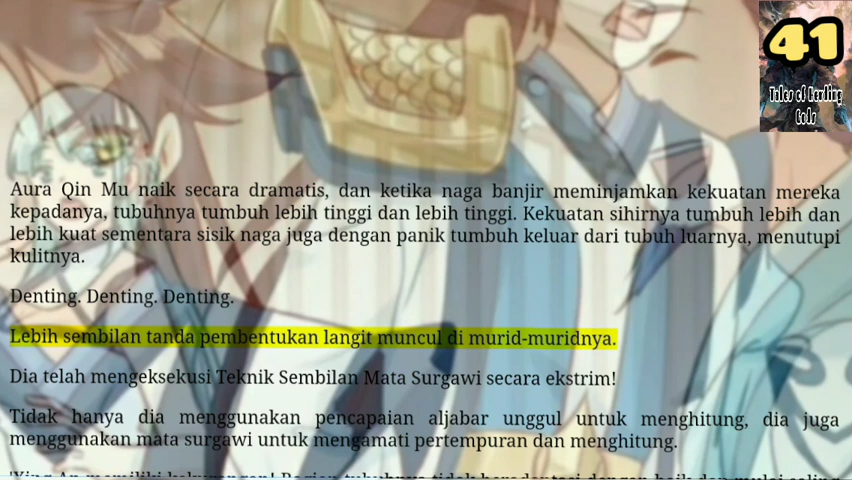 41
Tales of Herding
Gods
Aura Qin Mu naik secara dramatis, dan ketika naga banjir meminjamkan kekuatan mereka
kepadanya, tubuhnya tumbuh lebih tinggi dan lebih tinggi. Kekuatan sihirnya tumbuh lebih dan
lebih kuat sementara sisik naga juga dengan panik tumbuh keluar dari tubuh luarnya, menutupi
kulitnya.
Denting. Denting. Denting.
Lebih sembilan tanda pembentukan langit muncul di murid-muridnya.
Dia telah mengeksekusi Teknik Sembilan Mata Surgawi secara ekstrim!
Tidak hanya dia menggunakan pencapaian aljabar unggul untuk menghitung, dia juga
menggunakan mata surgawi untuk mengamati pertempuran dan menghitung.